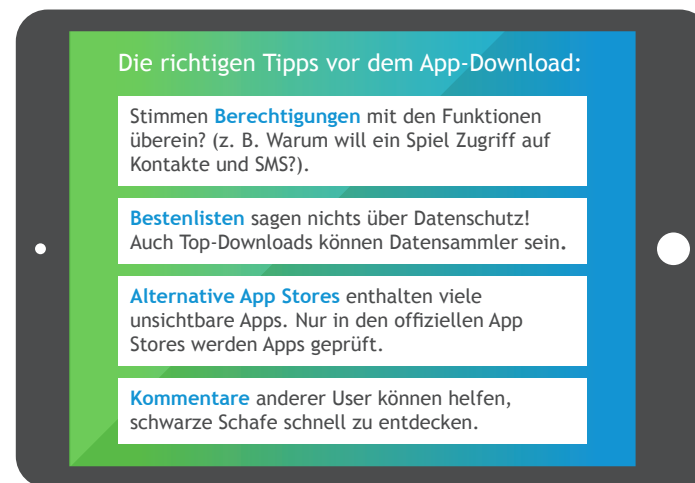 Die richtigen Tipps vor dem App-Download:
Stimmen Berechtigungen mit den Funktionen
überein? (z. B. Warum will ein Spiel Zugriff auf
Kontakte und SMS?).
Bestenlisten sagen nichts über Datenschutz!
Auch Top-Downloads können Datensammler sein.
Alternative App Stores enthalten viele
unsichtbare Apps. Nur in den offiziellen App
Stores werden Apps geprüft.
Kommentare anderer User können helfen,
schwarze Schafe schnell zu entdecken.